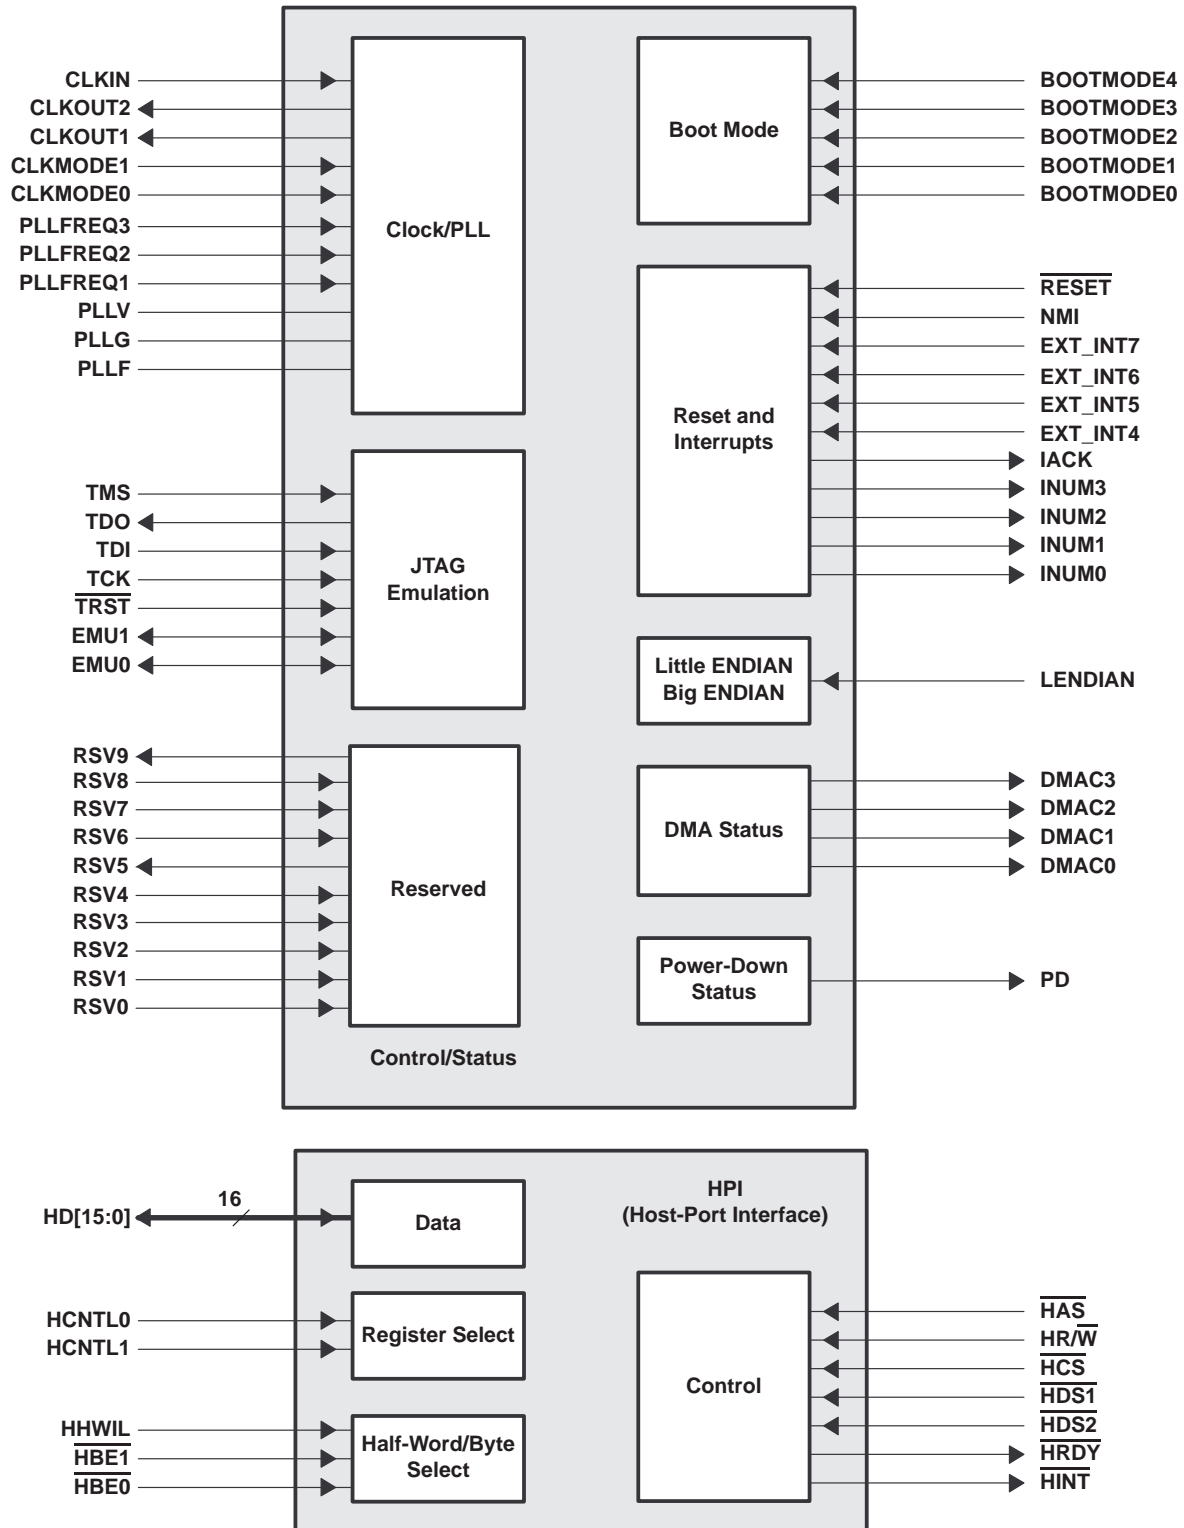 CLKIN
CLKOUT2
CLKOUT1
CLKMODE1
CLKMODE0
PLLFREQ3
PLLFREQ2
PLLFREQ1
PLLV
PLLG
PLLF
Clock/PLL
TMS
TDO
TDI
TCK
TRST
EMU1
EMU0
JTAG
Emulation
RSV9
RSV8
RSV7
RSV6
RSV5
RSV4
RSV3
RSV2
RSV1
RSV0
Reserved
Boot Mode
BOOTMODE4
BOOTMODE3
BOOTMODE2
BOOTMODE1
BOOTMODE0
Reset and
Interrupts
RESET
NMI
EXT_INT7
EXT_INT6
EXT_INT5
EXT_INT4
IACK
INUM3
INUM2
INUM1
INUM0
Little ENDIAN
Big ENDIAN
LENDIAN
DMA Status
DMAC3
DMAC2
DMAC1
DMAC0
Power-Down
Status
PD
Control/Status
HD[15:0]
16
Data
HPI
(Host-Port Interface)
HCNTL0
HCNTL1
Register Select
HHWIL
HBE1
HBE0
Half-Word/Byte
Select
Control
HAS
HR/W
HCS
HDS1
HDS2
HRDY
HINT